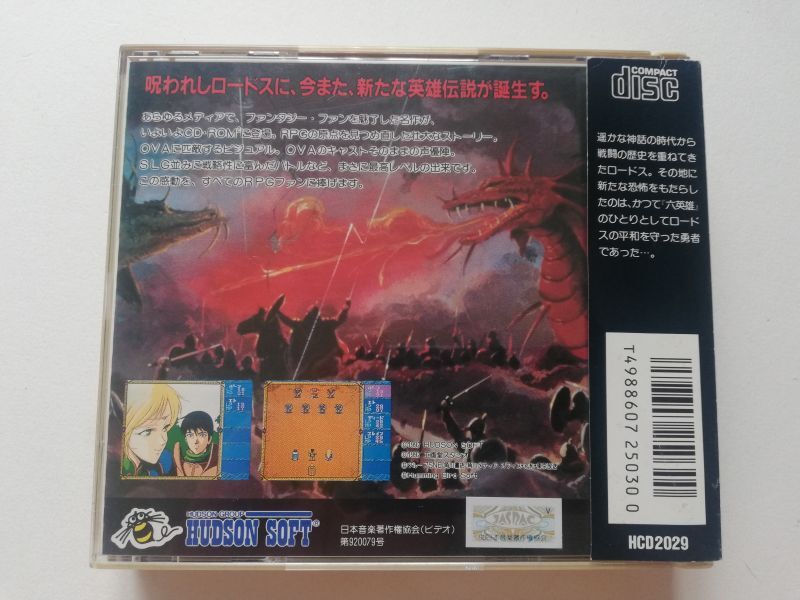 呪われしロードスに、今また、新たな英雄伝説が誕生す。
あらゆるメディアで、ファンタジー・ファンを魅了した名作が、
いよいよCD・ROM²に登場。RPGの原点を見つめ直した壮大なストーリー。
OVAに匹敵するビジュアル。OVAのキャストそのままの声優陣。
SLG並みに戦略性に富んだバトルなど、まさに最高レベルの出来です。
この感動を、すべてのRPGファンに捧げます。
COMPACT
disc
遥かな神話の時代から
戦闘の歴史を重ねてき
たロードス。その地に
新たな恐怖をもたらし
たのは、かつて『六英雄』
のひとりとしてロード
スの平和を守った勇者
であった…。
T4988607 25030 0
HCD2029
HUDSON SOFT
©Humming Bird Soft
HUDSON GROUP
HUDSON SOFT®
日本音楽著作権協会(ビデオ)
第920079号
V
JASRAC